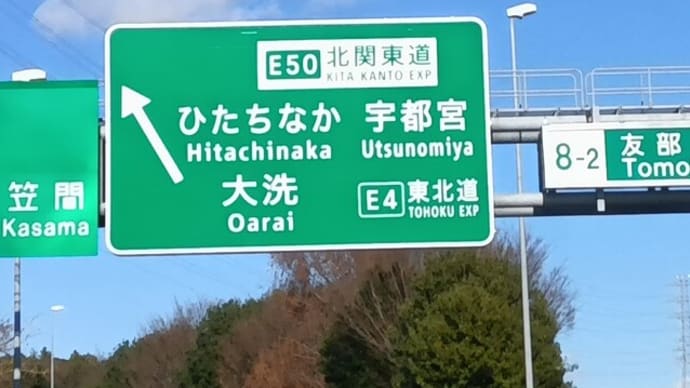 笠間
Kasama
E50 北関東道
KITA KANTO EXP
ひたちなか 宇都宮
Hitachinaka Utsunomiya
大洗
Oarai
E4 東北道
TOHOKU EXP
8-2 友部
Tomo